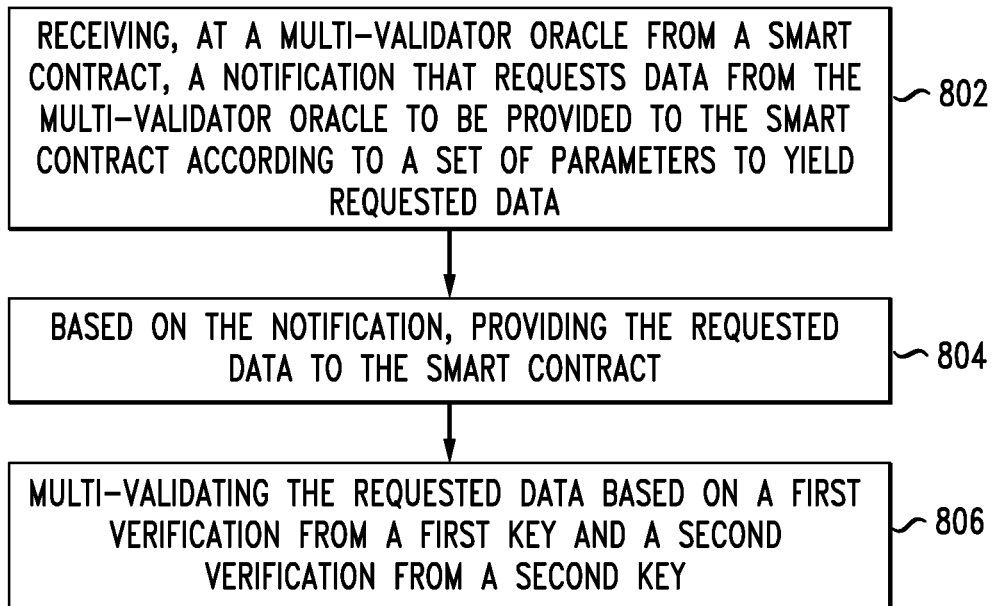 RECEIVING, AT A MULTI-VALIDATOR ORACLE FROM A SMART
CONTRACT, A NOTIFICATION THAT REQUESTS DATA FROM THE
MULTI-VALIDATOR ORACLE TO BE PROVIDED TO THE SMART
CONTRACT ACCORDING TO A SET OF PARAMETERS TO YIELD
REQUESTED DATA
802
BASED ON THE NOTIFICATION, PROVIDING THE REQUESTED
DATA TO THE SMART CONTRACT
804
MULTI-VALIDATING THE REQUESTED DATA BASED ON A FIRST
VERIFICATION FROM A FIRST KEY AND A SECOND
VERIFICATION FROM A SECOND KEY
806